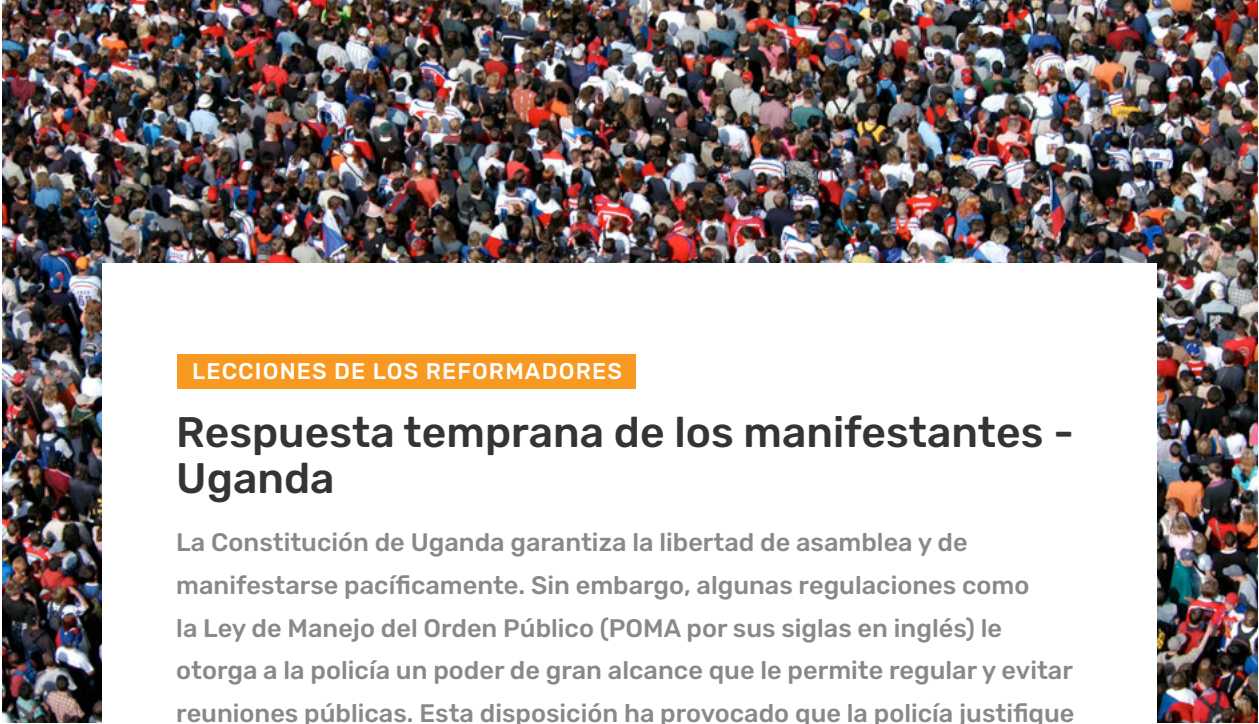 LECCIONES DE LOS REFORMADORES
Respuesta temprana de los manifestantes -
Uganda
La Constitución de Uganda garantiza la libertad de asamblea y de
manifestarse pacíficamente. Sin embargo, algunas regulaciones como
la Ley de Manejo del Orden Público (POMA por sus siglas en inglés) le
otorga a la policía un poder de gran alcance que le permite regular y evitar
reuniones públicas. Esta disposición ha provocado que la policía justifique